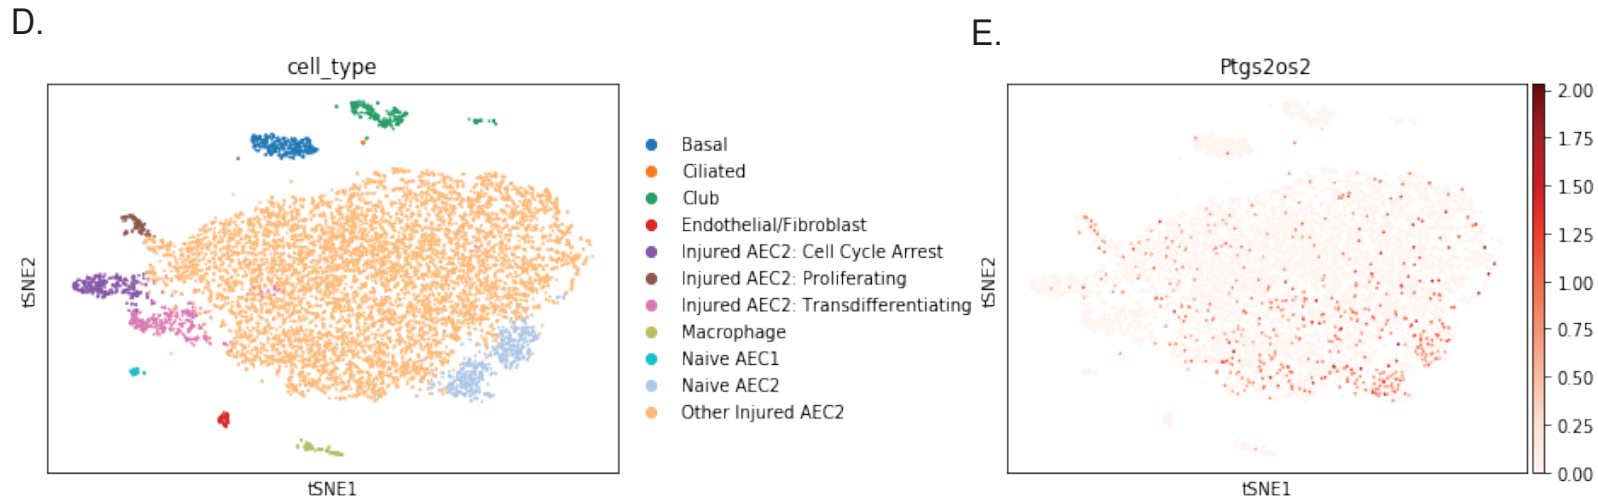 D.
cell_type
tSNE2
tSNE1
Basal
Ciliated
Club
Endothelial/Fibroblast
Injured AEC2: Cell Cycle Arrest
Injured AEC2: Proliferating
Injured AEC2: Transdifferentiating
Macrophage
Naive AEC1
Naive AEC2
Other Injured AEC2
E.
Ptgs2os2
tSNE2
tSNE1
2.00
1.75
1.50
1.25
1.00
0.75
0.50
0.25
0.00